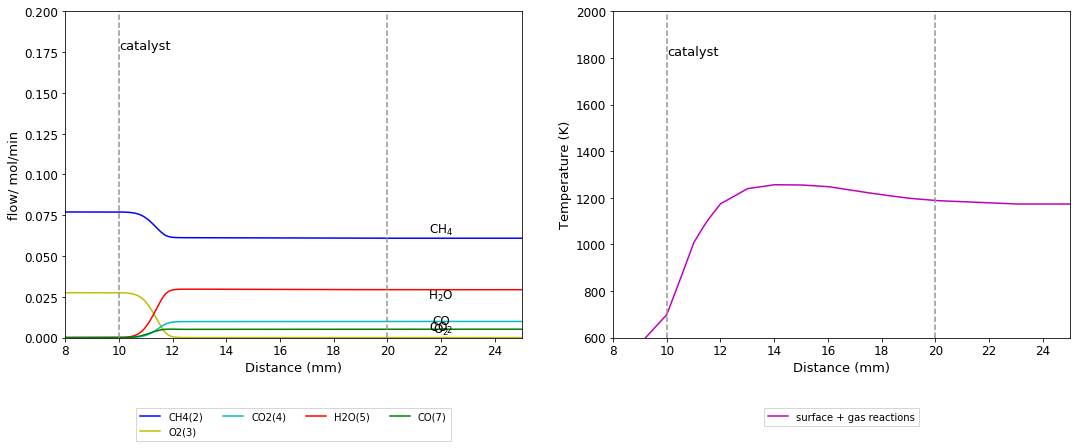 0.200
0.175
0.150
0.125
0.100
0.075
0.050
0.025
0.000
flow/ mol/min
catalyst
CH4
H2O
CO
8 10 12 14 16 18 20 22 24
Distance (mm)
CH4(2) CO2(4) H2O(5) CO(7)
O2(3)
2000
1800
1600
1400
1200
1000
800
600
Temperature (K)
catalyst
8 10 12 14 16 18 20 22 24
Distance (mm)
surface + gas reactions